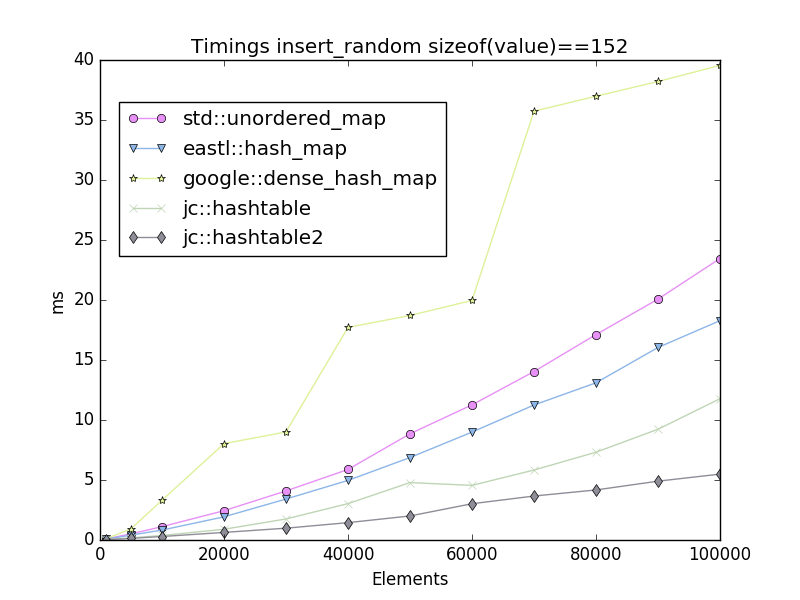 Timings insert_random sizeof(value)==152
40
35
30
25
20
15
10
5
0
ms
std::unordered_map
eastl::hash_map
google::dense_hash_map
jc::hashtable
jc::hashtable2
0 20000 40000 60000 80000 100000
Elements